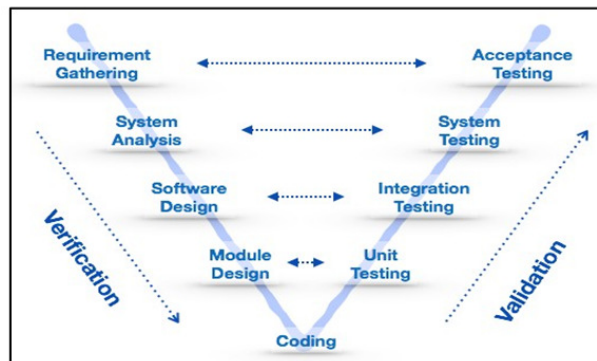 Requirement
Gathering
Acceptance
Testing
System
Analysis
System
Testing
Software
Design
Integration
Testing
Module
Design
Unit
Testing
Coding
Verification
Validation